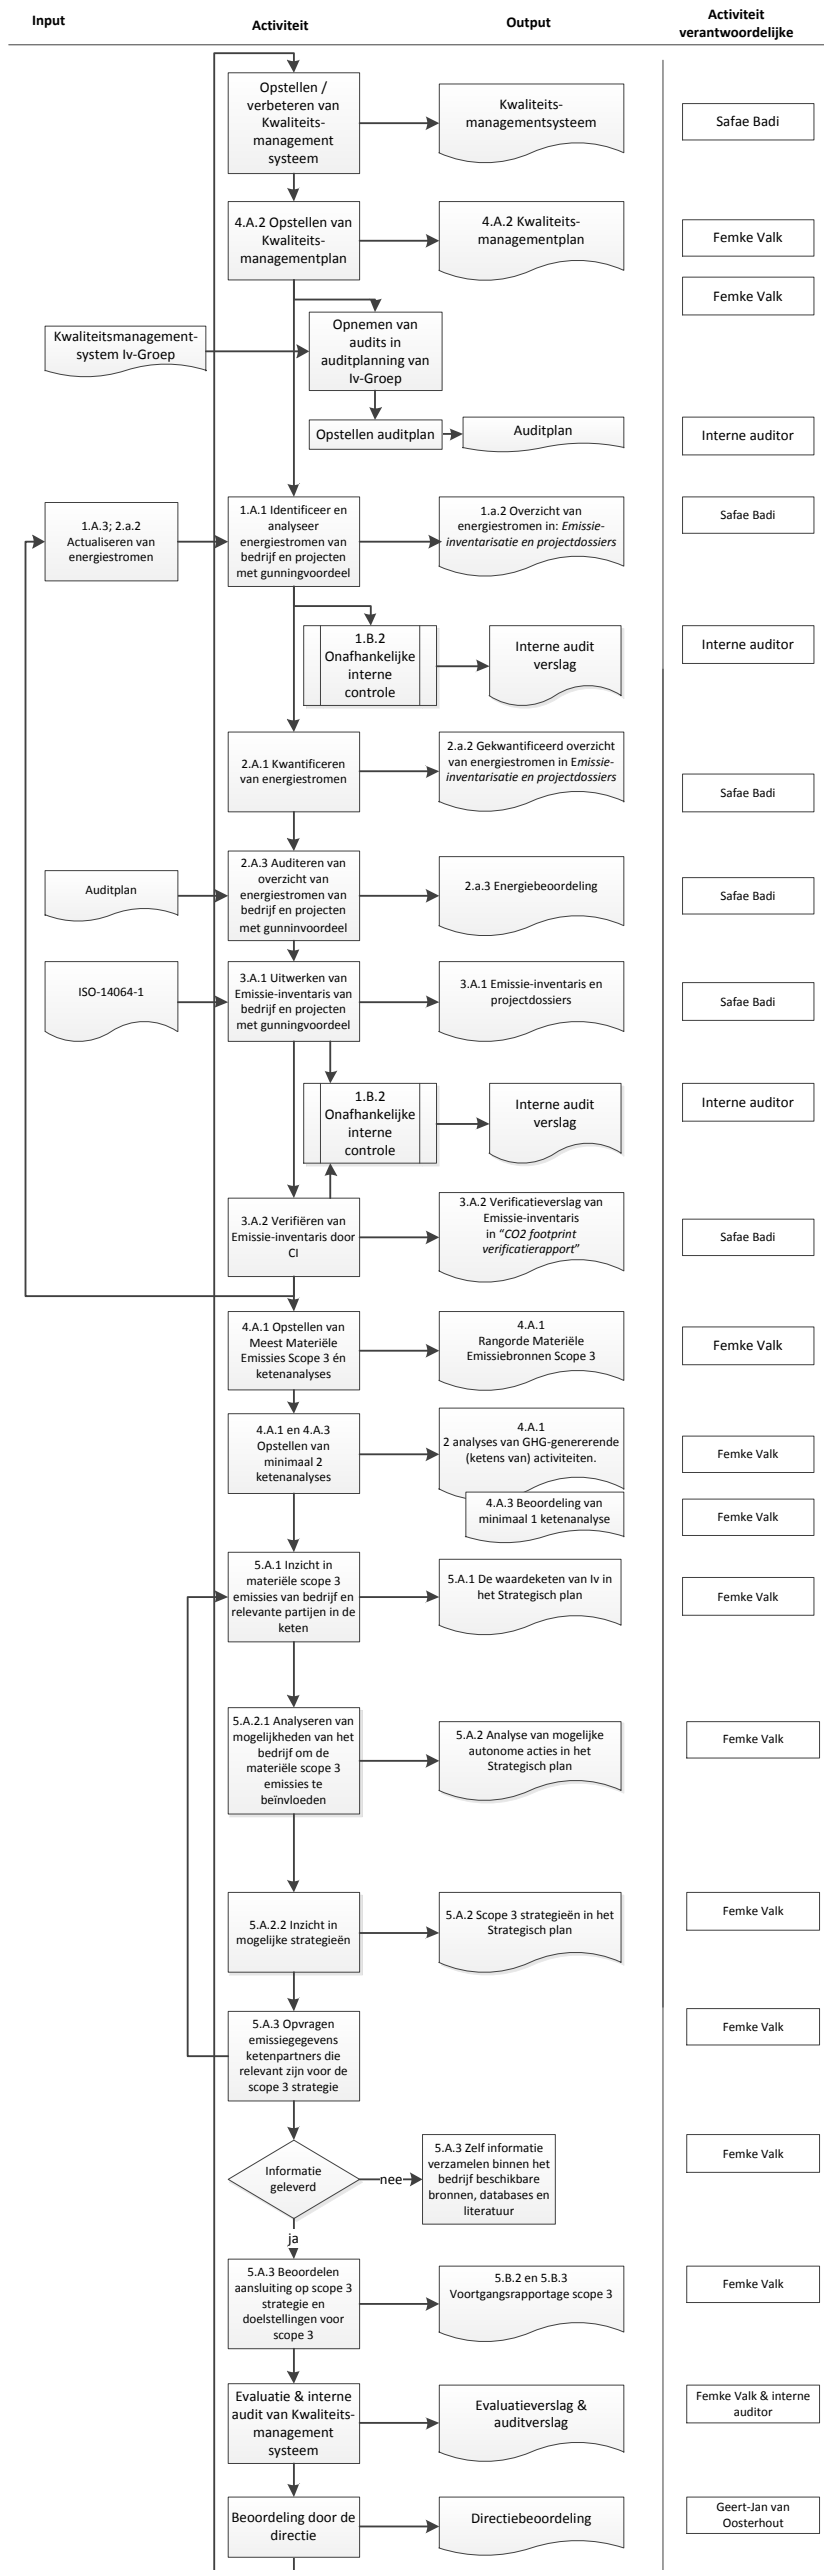 Input
Activiteit
Output
Activiteit
verantwoordelijke
Opstellen /
verbeteren van
Kwaliteits-
management
systeem
Kwaliteits-
managementsysteem
Safae Badi
4.A.2 Opstellen van
Kwaliteits-
managementplan
4.A.2 Kwaliteits-
managementplan
Femke Valk
Femke Valk
Kwaliteitsmanagement-
system Iv-Groep
Opnemen van
audits in
auditplanning van
Iv-Groep
Opstellen auditplan
Auditplan
Interne auditor
1.A.3; 2.a.2
Actualiseren van
energiestromen
1.A.1 Identificeer en
analyseer
energiestromen van
bedrijf en projecten
met gunningvoordeel
1.a.2 Overzicht van
energiestromen in: Emissie-
inventarisatie en projectdossiers
Safae Badi
1.B.2
Onafhankelijke
interne
controle
Interne audit
verslag
Interne auditor
2.A.1 Kwantificeren
van energiestromen
2.a.2 Gekwantificeerd overzicht
van energiestromen in Emissie-
inventarisatie en projectdossiers
Safae Badi
Auditplan
2.A.3 Auditeren van
overzicht van
energiestromen van
bedrijf en projecten
met gunninvoordeel
2.a.3 Energiebeoordeling
Safae Badi
ISO-14064-1
3.A.1 Uitwerken van
Emissie-inventaris van
bedrijf en projecten
met gunningvoordeel
3.A.1 Emissie-inventaris en
projectdossiers
Safae Badi
1.B.2
Onafhankelijke
interne
controle
Interne audit
verslag
Interne auditor
3.A.2 Verifiëren van
Emissie-inventaris door
CI
3.A.2 Verificatieverslag van
Emissie-inventaris
in “CO2 footprint
verificatierapport”
Safae Badi
4.A.1 Opstellen van
Meest Materiële
Emissies Scope 3 én
ketenanalyses
4.A.1
Rangorde Materiële
Emissiebronnen Scope 3
Femke Valk
4.A.1 en 4.A.3
Opstellen van
minimaal 2
ketenanalyses
4.A.1
2 analyses van GHG-genererende
(ketens van) activiteiten.
Femke Valk
4.A.3 Beoordeling van
minimaal 1 ketenanalyse
Femke Valk
5.A.1 Inzicht in
materiële scope 3
emissies van bedrijf en
relevante partijen in de
keten
5.A.1 De waardeketen van Iv in
het Strategisch plan
Femke Valk
5.A.2.1 Analyseren van
mogelijkheden van het
bedrijf om de
materiële scope 3
emissies te
beïnvloeden
5.A.2 Analyse van mogelijke
autonome acties in het
Strategisch plan
Femke Valk
5.A.2.2 Inzicht in
mogelijke strategieën
5.A.2 Scope 3 strategieën in het
Strategisch plan
Femke Valk
5.A.3 Opvragen
emissiegegevens
ketenpartners die
relevant zijn voor de
scope 3 strategie
Femke Valk
Informatie
geleverd
nee
5.A.3 Zelf informatie
verzamelen binnen het
bedrijf beschikbare
bronnen, databases en
literatuur
Femke Valk
ja
5.A.3 Beoordelen
aansluiting op scope 3
strategie en
doelstellingen voor
scope 3
5.B.2 en 5.B.3
Voortgangsrapportage scope 3
Femke Valk
Evaluatie & interne
audit van Kwaliteits-
management
systeem
Evaluatieverslag &
auditverslag
Femke Valk & interne
auditor
Beoordeling door de
directie
Directiebeoordeling
Geert-Jan van
Oosterhout